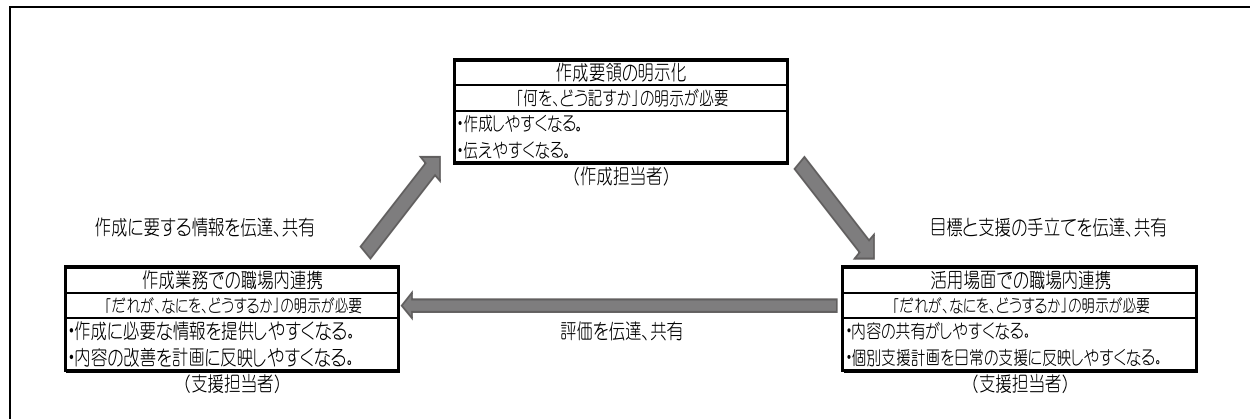 作成要領の明示化
「何を、どう記すか」の明示が必要
・作成しやすくなる。
・伝えやすくなる。
(作成担当者)
作成に要する情報を伝達、共有
目標と支援の手立てを伝達、共有
作成業務での職場内連携
「だれが、なにを、どうするか」の明示が必要
・作成に必要な情報を提供しやすくなる。
・内容の改善を計画に反映しやすくなる。
(支援担当者)
評価を伝達、共有
活用場面での職場内連携
「だれが、なにを、どうするか」の明示が必要
・内容の共有がしやすくなる。
・個別支援計画を日常の支援に反映しやすくなる。
(支援担当者)